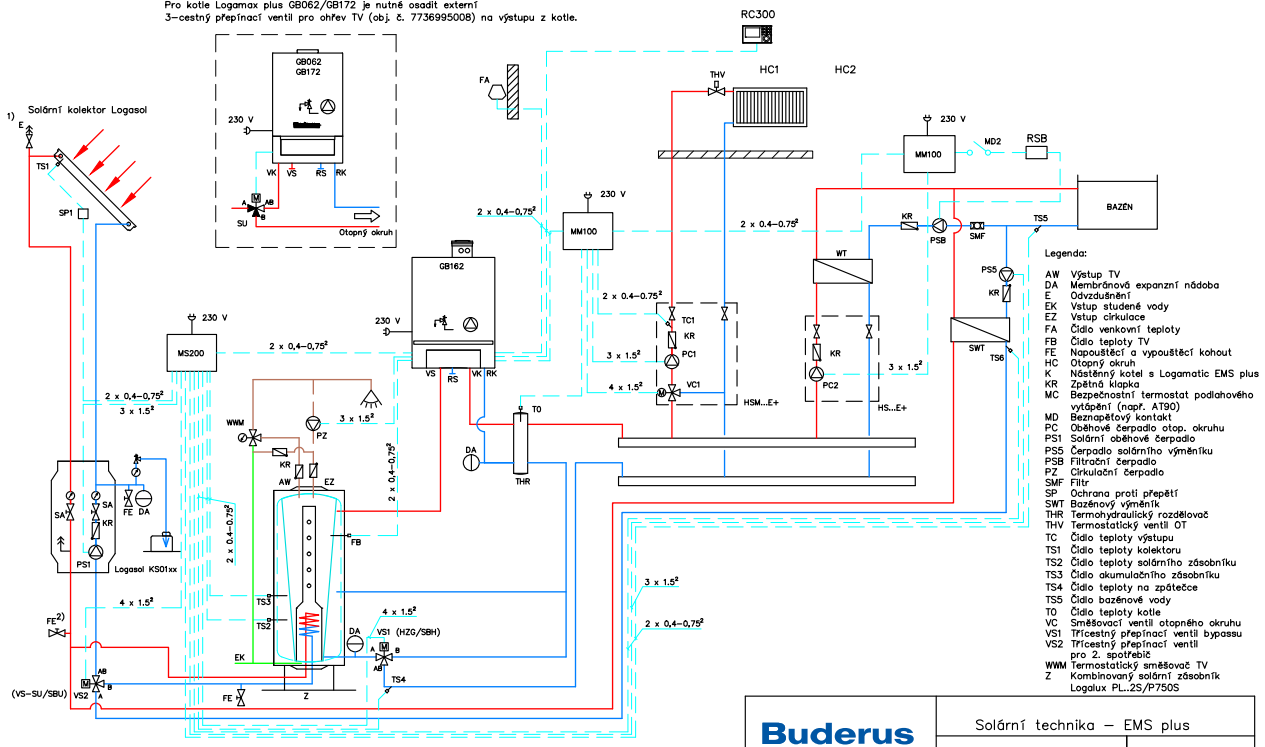 Pro kotle Logamax plus GB062/GB172 je nutné osadit externí
3-cestný přepínací ventil pro ohřev TV (obj. č. 7736995008) na výstupu z kotle.
RC300
GB062
GB172
230 V
VK
VS
RS
RK
M
A
AB
B
SU
Otopný okruh
FA
THV
HC1
HC2
Solární kolektor Logasol
1)
E
TS1
SP1
230 V
MM100
MD2
RSB
230 V
MM100
2 x 0,4-0,75²
2 x 0,4-0,75²
BAZÉN
KR
PSB
SMF
TS5
GB162
WT
PS5
KR
SWT
TS6
230 V
MS200
2 x 0,4-0,75²
230 V
VS
RS
VK
RK
2 x 0,4-0,75²
TC1
KR
3 x 1.5²
PC1
4 x 1.5²
M
VC1
HSM...E+
KR
PC2
3 x 1.5²
HS...E+
2 x 0,4-0,75²
3 x 1.5²
WWM
PZ
3 x 1.5²
T0
KR
AW
EZ
DA
THR
2 x 0,4-0,75²
SA
SA
KR
PS1
FE
DA
Logasol KS01xx
2 x 0,4-0,75²
FB
4 x 1.5²
TS3
TS2
4 x 1.5²
3 x 1.5²
2 x 0,4-0,75²
FE
2)
EK
DA
VS1 (HZG/SBH)
M
A
B
AB
TS4
(VS-SU/SBU)
M
VS2
AB
B
A
FE
Z
Legenda:
AW Výstup TV
DA Membránová expanzní nádoba
E Odvzdušnění
EK Vstup studené vody
EZ Vstup cirkulace
FA Čidlo venkovní teploty
FB Čidlo teploty TV
FE Napouštěcí a vypouštěcí kohout
HC Otopný okruh
K Nástěnný kotel s Logamatic EMS plus
KR Zpětná klapka
MC Bezpečnostní termostat podlahového
vytápění (např. AT90)
MD Beznapěťový kontakt
PC Oběhové čerpadlo otop. okruhu
PS1 Solární oběhové čerpadlo
PS5 Čerpadlo solárního výměníku
PSB Filtrační čerpadlo
PZ Cirkulační čerpadlo
SMF Filtr
SP Ochrana proti přepětí
SWT Bazénový výměník
THR Termohydraulický rozdělovač
THV Termostatický ventil OT
TC Čidlo teploty výstupu
TS1 Čidlo teploty kolektoru
TS2 Čidlo teploty solárního zásobníku
TS3 Čidlo akumulačního zásobníku
TS4 Čidlo teploty na zpátečce
TS5 Čidlo bazénové vody
T0 Čidlo teploty kotle
VC Směšovací ventil otopného okruhu
VS1 Třícestný přepínací ventil bypassu
VS2 Třícestný přepínací ventil
pro 2. spotřebič
WWM Termostatický směšovač TV
Z Kombinovaný solární zásobník
Logalux PL..2S/P750S
Buderus
Solární technika – EMS plus